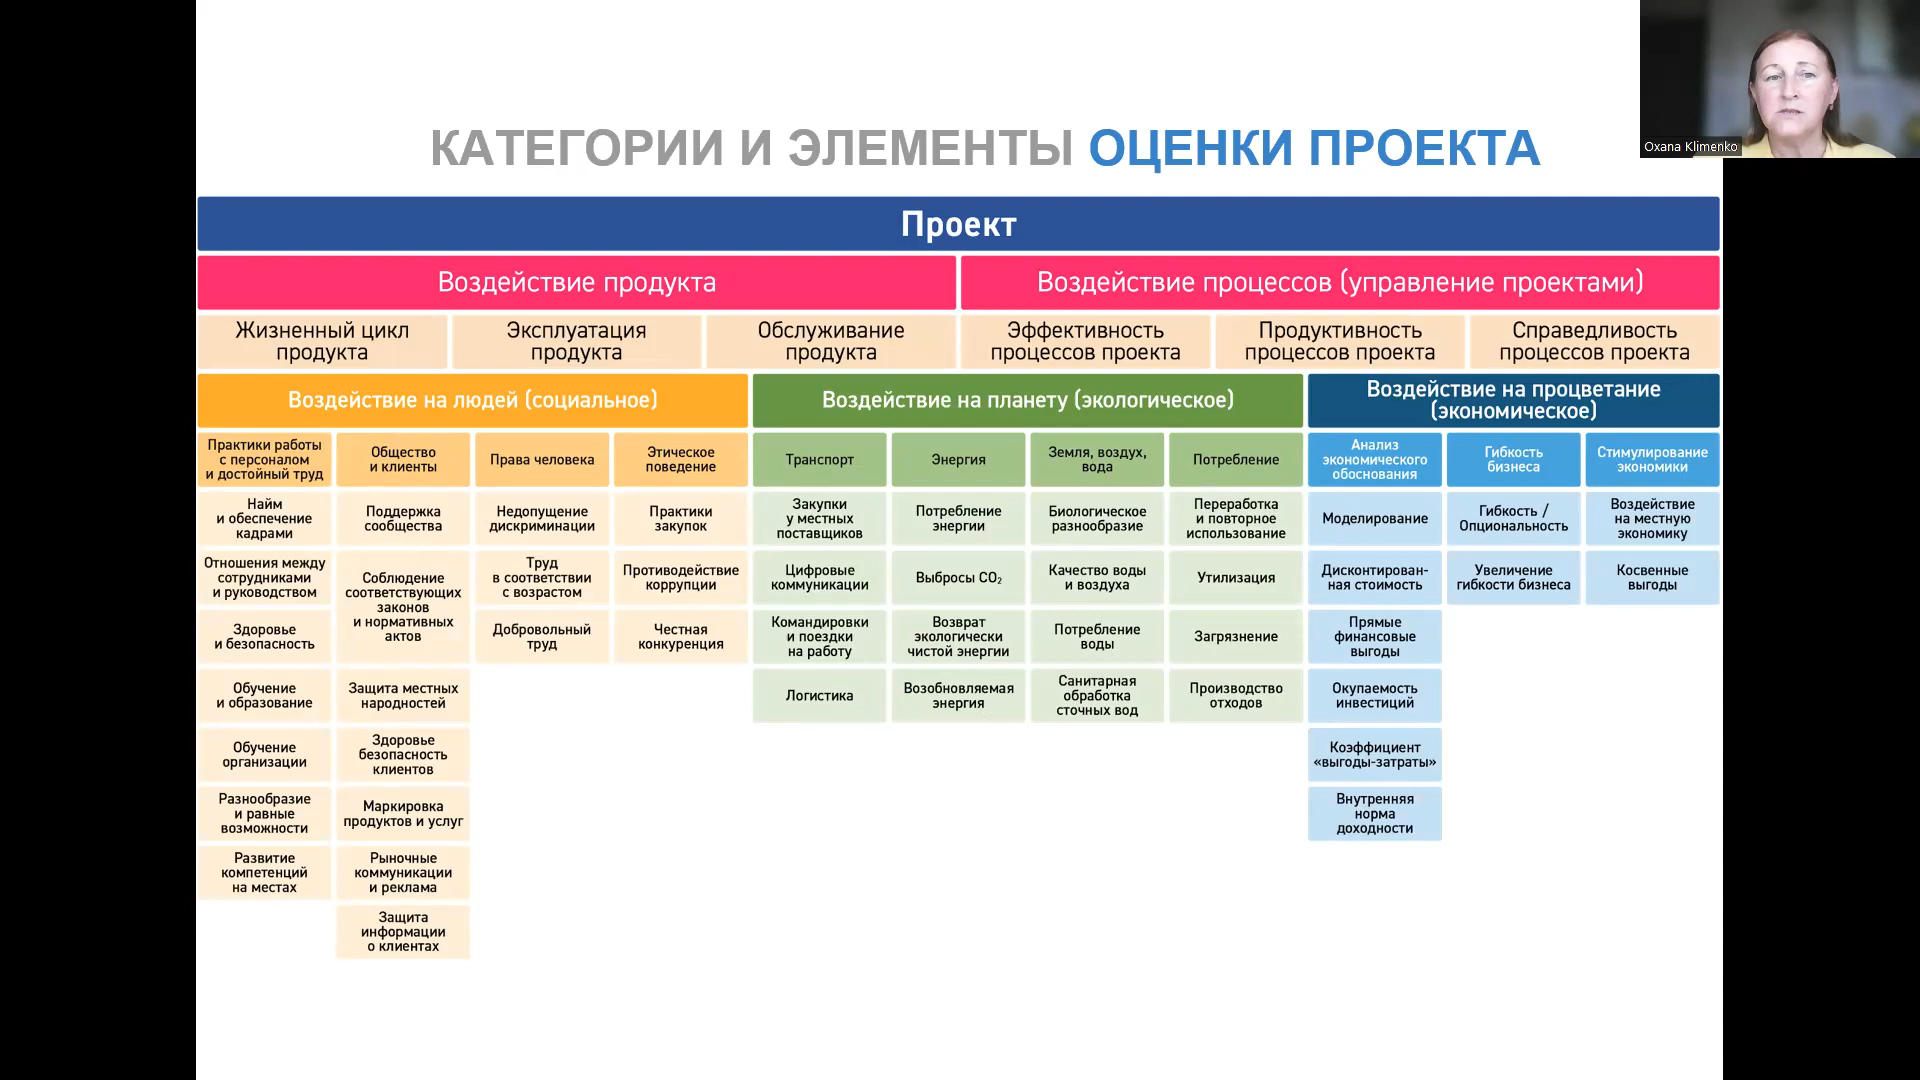 КАТЕГОРИИ И ЭЛЕМЕНТЫ ОЦЕНКИ ПРОЕКТА
Oxana Klimenko
Проект
Воздействие продукта
Воздействие процессов (управление проектами)
Жизненный цикл
продукта
Эксплуатация
продукта
Обслуживание
продукта
Эффективность
процессов проекта
Продуктивность
процессов проекта
Справедливость
процессов проекта
Воздействие на людей (социальное)
Воздействие на планету (экологическое)
Воздействие на процветание
(экономическое)
Практики работы
с персоналом
и достойный труд
Общество
и клиенты
Права человека
Этическое
поведение
Транспорт
Энергия
Земля, воздух,
вода
Потребление
Анализ
экономического
обоснования
Гибкость
бизнеса
Стимулирование
экономики
Найм
и обеспечение
кадрами
Поддержка
сообщества
Недопущение
дискриминации
Практики
закупок
Закупки
у местных
поставщиков
Потребление
энергии
Биологическое
разнообразие
Переработка
и повторное
использование
Моделирование
Гибкость /
Опциональность
Воздействие
на местную
экономику
Отношения между
сотрудниками
и руководством
Соблюдение
соответствующих
законов
и нормативных
актов
Труд
в соответствии
с возрастом
Противодействие
коррупции
Цифровые
коммуникации
Выбросы CO₂
Качество воды
и воздуха
Утилизация
Дисконтирован-
ная стоимость
Увеличение
гибкости бизнеса
Косвенные
выгоды
Здоровье
и безопасность
Добровольный
труд
Честная
конкуренция
Командировки
и поездки
на работу
Возврат
экологически
чистой энергии
Потребление
воды
Загрязнение
Прямые
финансовые
выгоды
Обучение
и образование
Защита местных
народностей
Логистика
Возобновляемая
энергия
Санитарная
обработка
сточных вод
Производство
отходов
Окупаемость
инвестиций
Обучение
организации
Здоровье
безопасность
клиентов
Коэффициент
«выгоды-затраты»
Разнообразие
и равные
возможности
Маркировка
продуктов и услуг
Внутренняя
норма
доходности
Развитие
компетенций
на местах
Рыночные
коммуникации
и реклама
Защита
информации
о клиентах